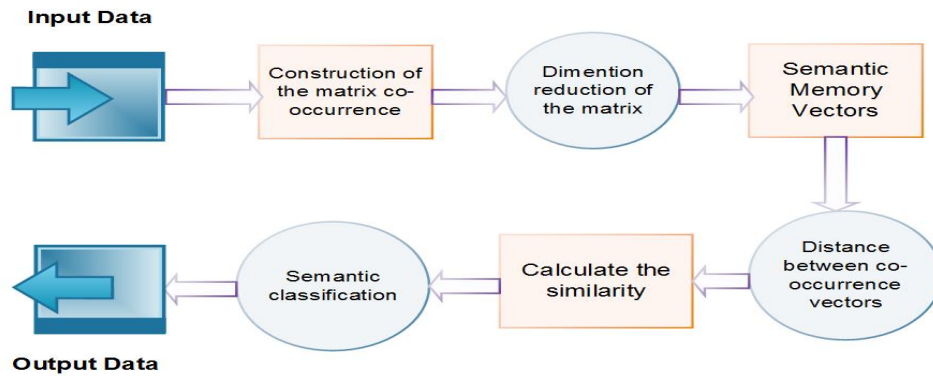 Input Data
Construction of
the matrix co-
occurrence
Dimention
reduction of
the matrix
Semantic
Memory
Vectors
Distance
between co-
occurrence
vectors
Calculate the
similarity
Semantic
classification
Output Data